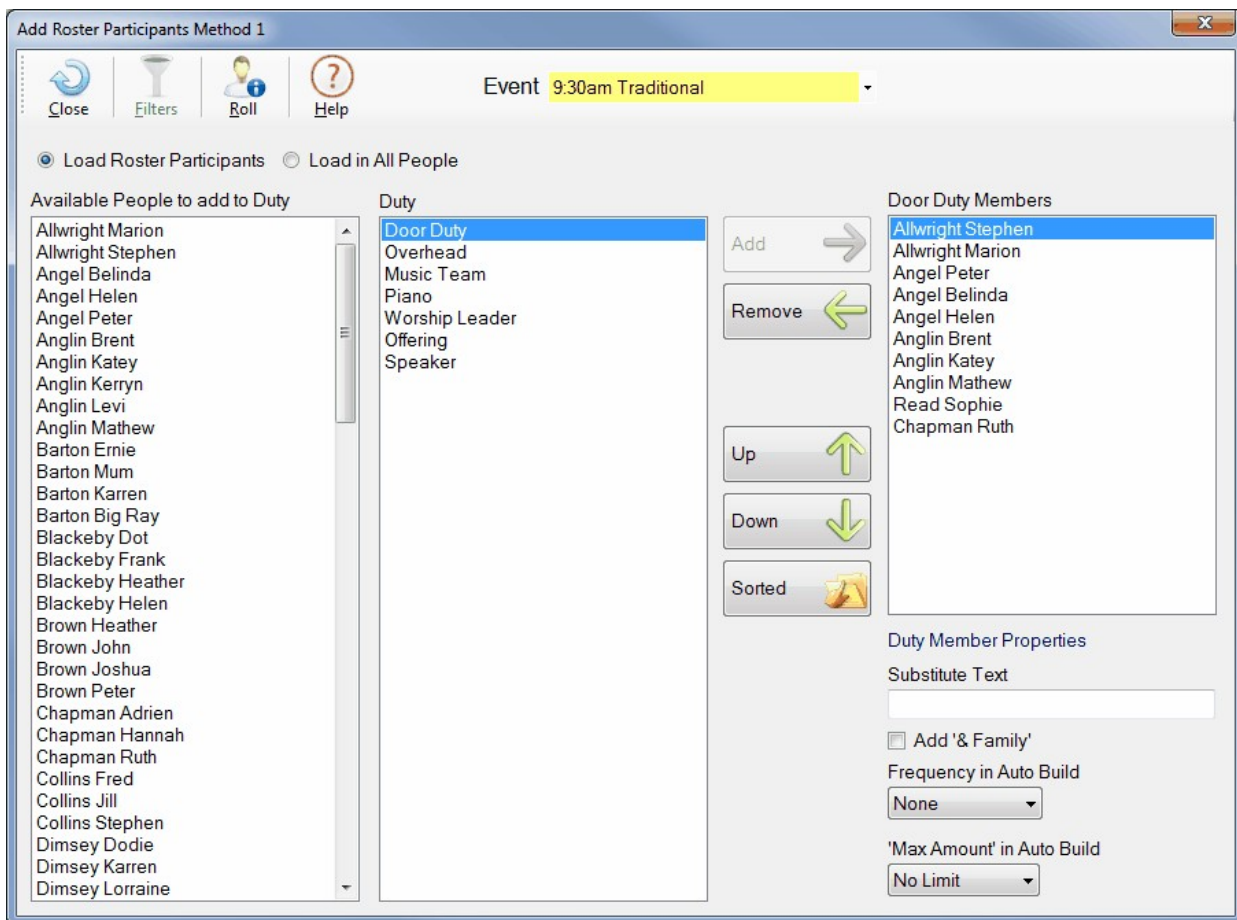 Add Roster Participants Method 1
Close
Filters
Roll
Help
Event 9:30am Traditional
Load Roster Participants
Load in All People
Available People to add to Duty
Allwright Marion
Allwright Stephen
Angel Belinda
Angel Helen
Angel Peter
Anglin Brent
Anglin Katey
Anglin Kerryn
Anglin Levi
Anglin Mathew
Barton Ernie
Barton Mum
Barton Karren
Barton Big Ray
Blackeby Dot
Blackeby Frank
Blackeby Heather
Blackeby Helen
Brown Heather
Brown John
Brown Joshua
Brown Peter
Chapman Adrien
Chapman Hannah
Chapman Ruth
Collins Fred
Collins Jill
Collins Stephen
Dimsey Dodie
Dimsey Karren
Dimsey Lorraine
Duty
Door Duty
Overhead
Music Team
Piano
Worship Leader
Offering
Speaker
Add
Remove
Up
Down
Sorted
Door Duty Members
Allwright Stephen
Allwright Marion
Angel Peter
Angel Belinda
Angel Helen
Anglin Brent
Anglin Katey
Anglin Mathew
Read Sophie
Chapman Ruth
Duty Member Properties
Substitute Text
Add '& Family'
Frequency in Auto Build
None
'Max Amount' in Auto Build
No Limit